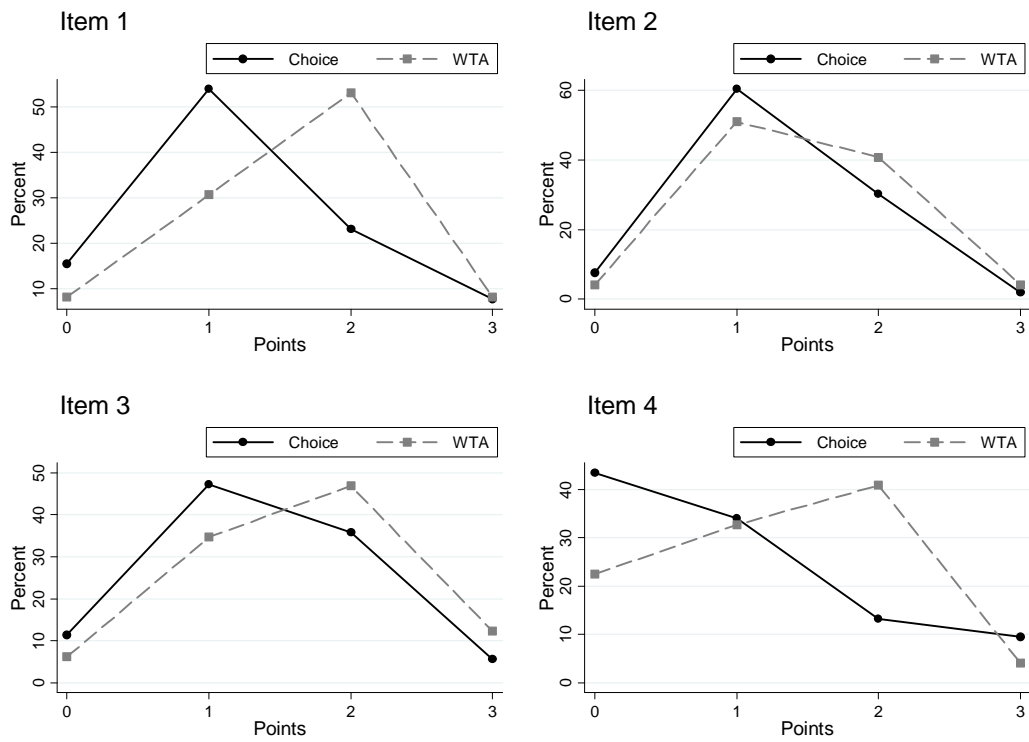 Item 1
Choice WTA
Percent
50
40
30
20
10
0 1 2 3
Points
Item 2
Choice WTA
Percent
60
40
20
0
0 1 2 3
Points
Item 3
Choice WTA
Percent
50
40
30
20
10
0
0 1 2 3
Points
Item 4
Choice WTA
Percent
40
30
20
10
0
0 1 2 3
Points